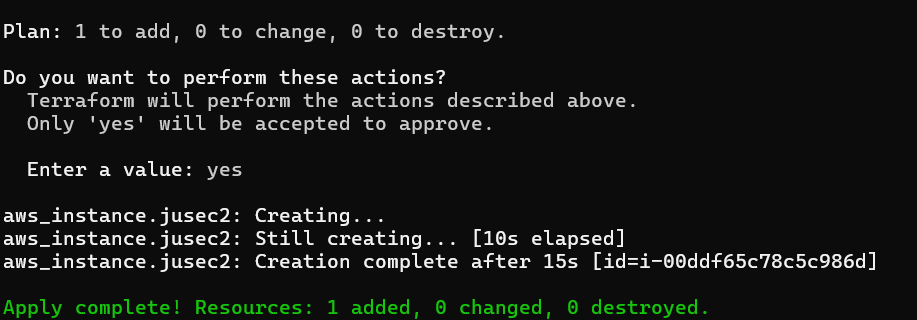 Plan: 1 to add, 0 to change, 0 to destroy.
Do you want to perform these actions?
Terraform will perform the actions described above.
Only 'yes' will be accepted to approve.
Enter a value: yes
aws_instance.jusec2: Creating...
aws_instance.jusec2: Still creating... [10s elapsed]
aws_instance.jusec2: Creation complete after 15s [id=i-00ddf65c78c5c986d]
Apply complete! Resources: 1 added, 0 changed, 0 destroyed.